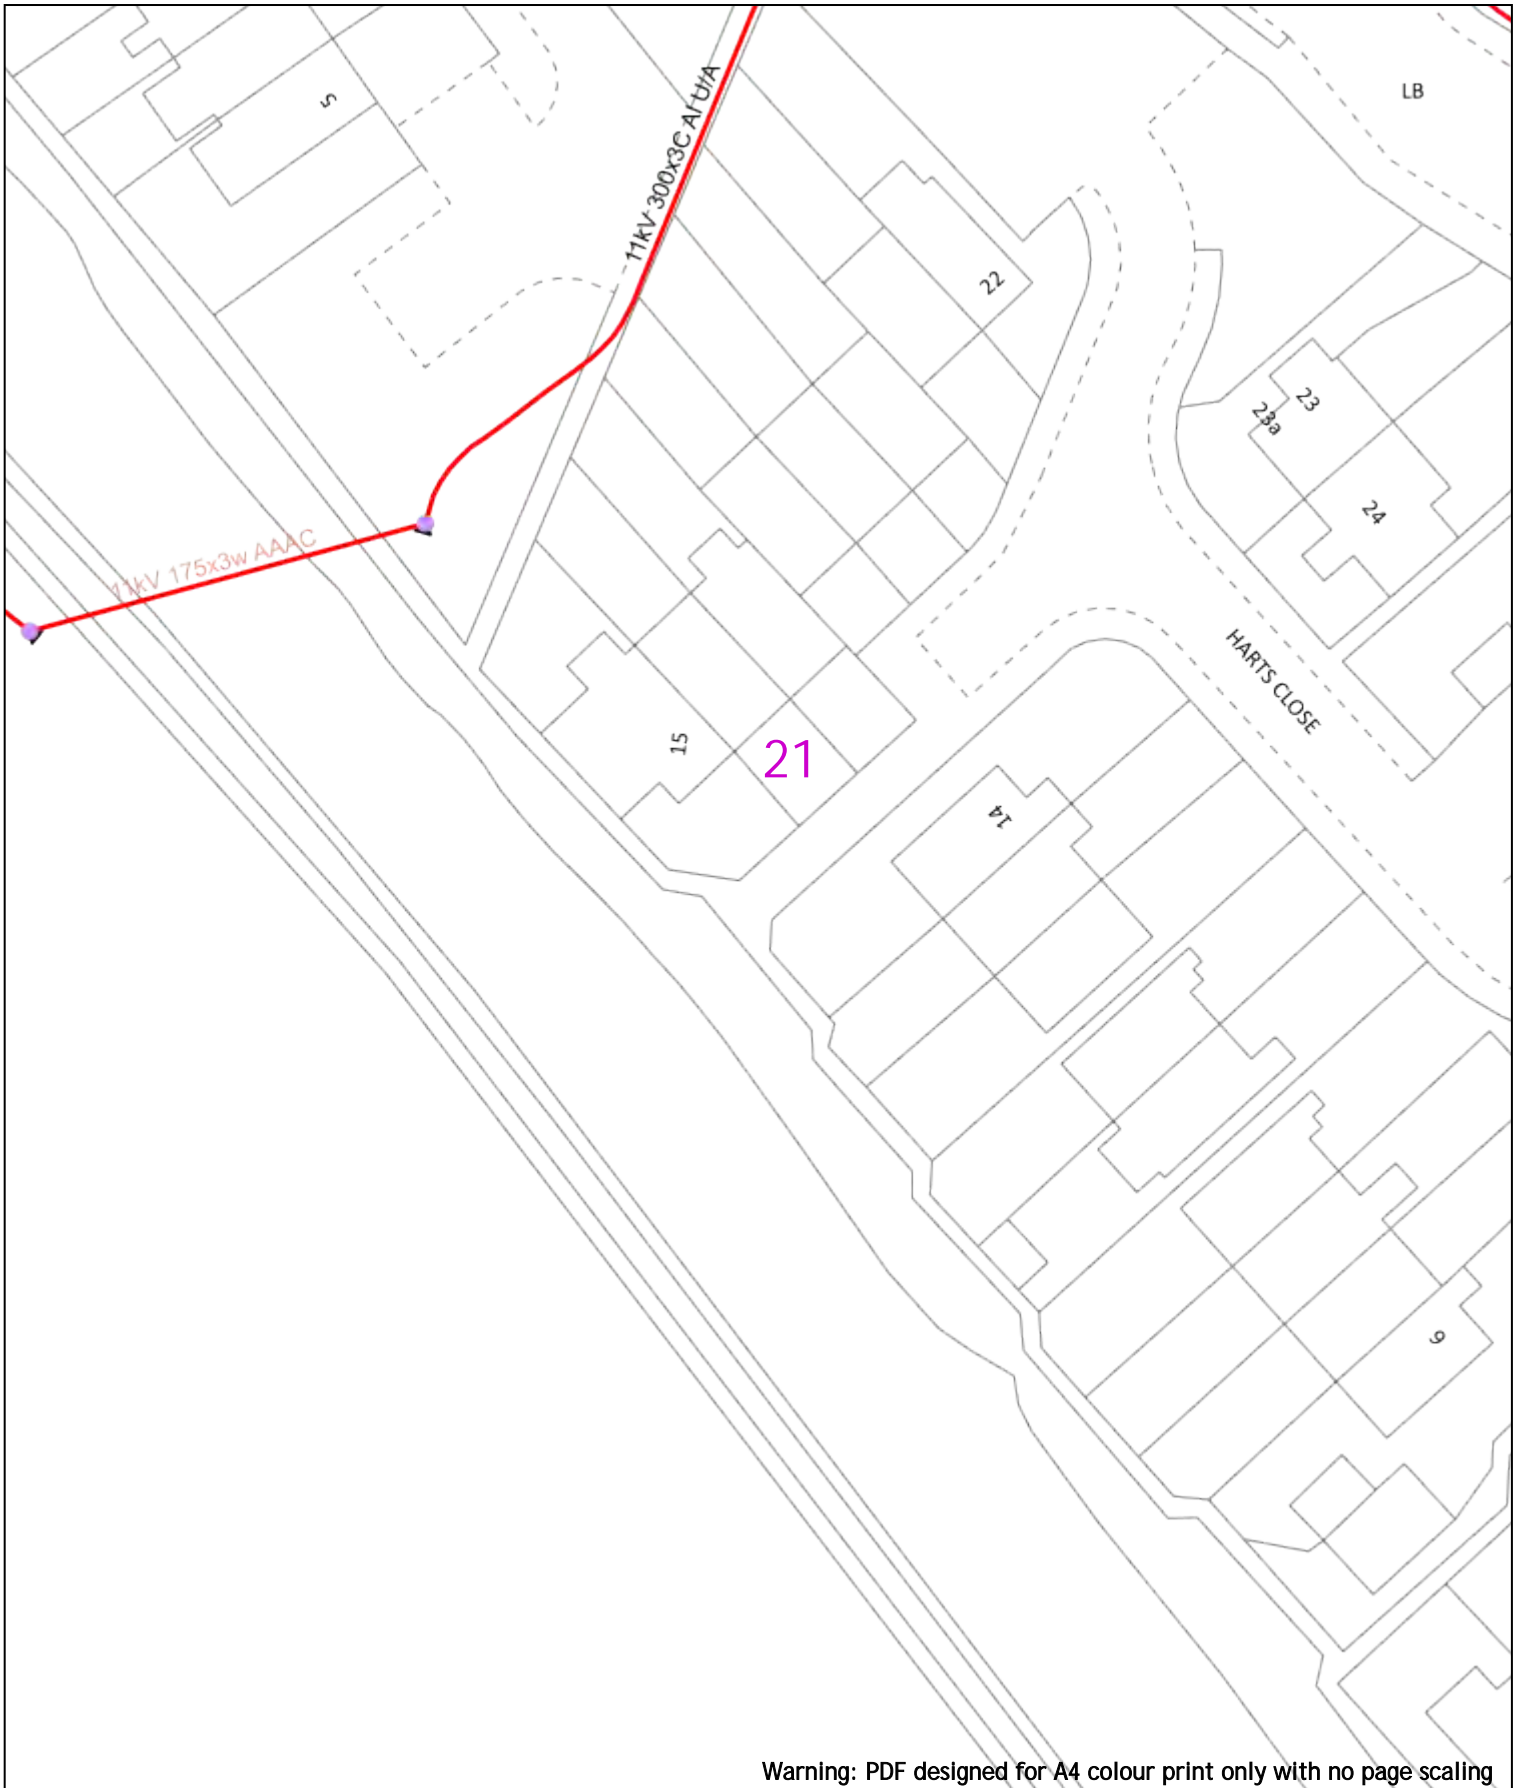 5
11kV 300x3C Al U/A
LB
22
23
23a
24
11kV 175x3w AAAC
HARTS CLOSE
15
21
14
9
Warning: PDF designed for A4 colour print only with no page scaling